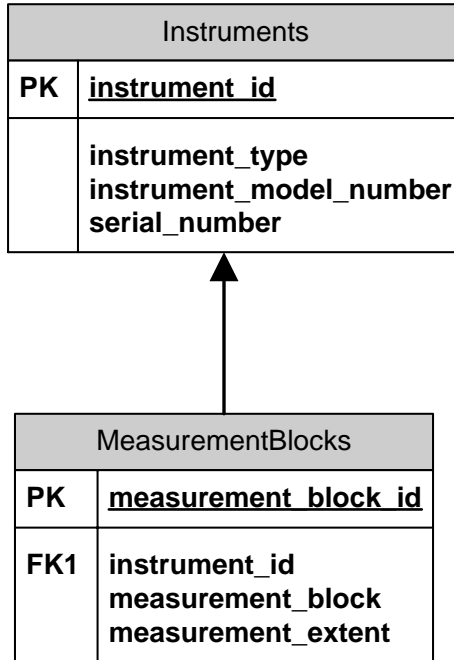 Instruments
PK instrument_id
instrument_type
instrument_model_number
serial_number
MeasurementBlocks
PK measurement_block_id
FK1 instrument_id
measurement_block
measurement_extent